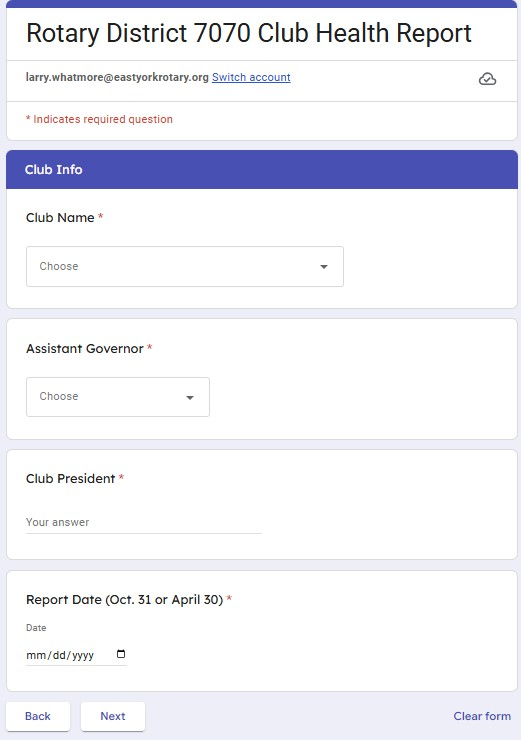 Rotary District 7070 Club Health Report
larry.whatmore@eastyorkrotary.org Switch account
* Indicates required question
Club Info
Club Name *
Choose
Assistant Governor *
Choose
Club President *
Your answer
Report Date (Oct. 31 or April 30) *
Date
mm/dd/yyyy
Back Next Clear form